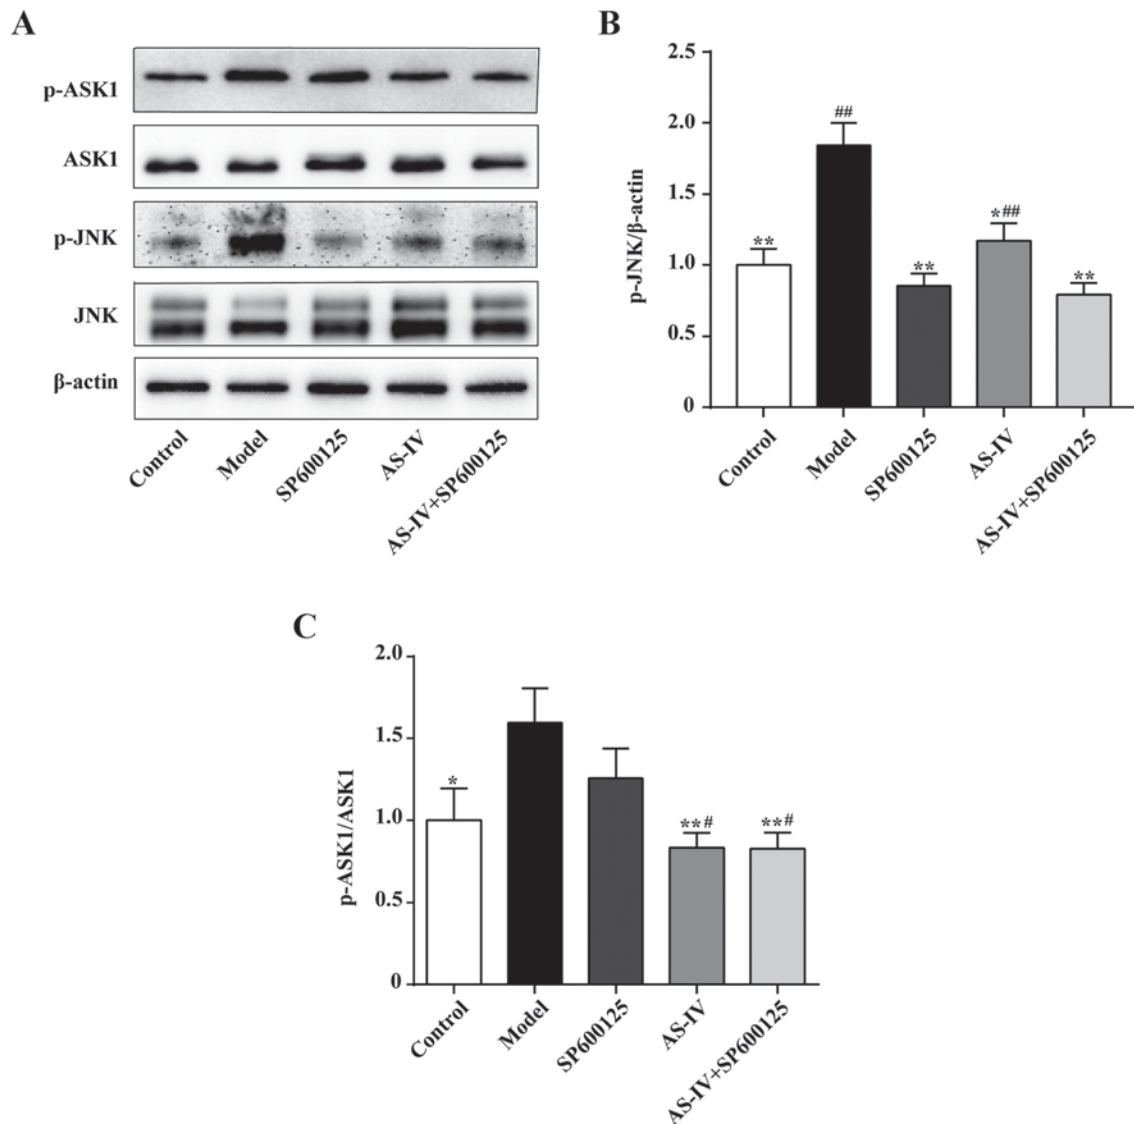 A
p-ASK1
ASK1
p-JNK
JNK
β-actin
Control
Model
SP600125
AS-IV
AS-IV+SP600125
B
p-JNK/β-actin
2.5
2.0
1.5
1.0
0.5
0
**
##
**
*##
**
Control
Model
SP600125
AS-IV
AS-IV+SP600125
C
p-ASK1/ASK1
2.0
1.5
1.0
0.5
0
*
**#
**#
Control
Model
SP600125
AS-IV
AS-IV+SP600125